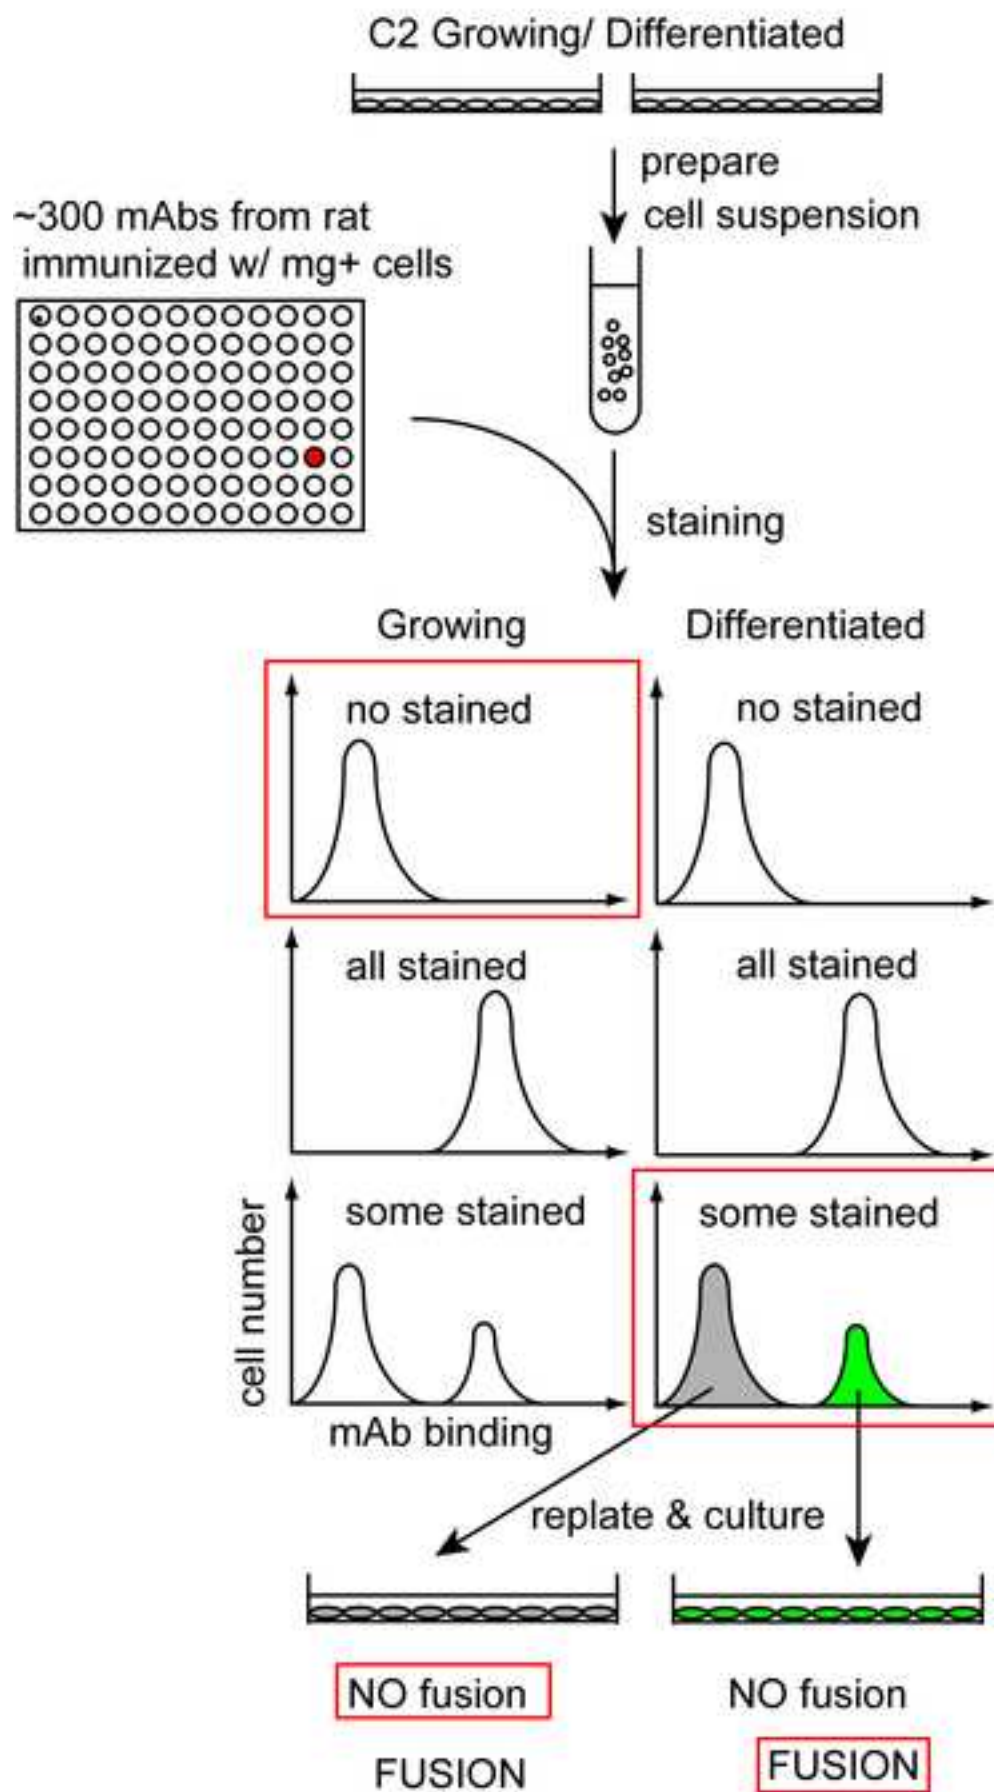 C2 Growing/ Differentiated
prepare
cell suspension
~300 mAbs from rat
immunized w/ mg+ cells
staining
Growing
Differentiated
no stained
no stained
all stained
all stained
some stained
some stained
cell number
mAb binding
replate & culture
NO fusion
NO fusion
FUSION
FUSION